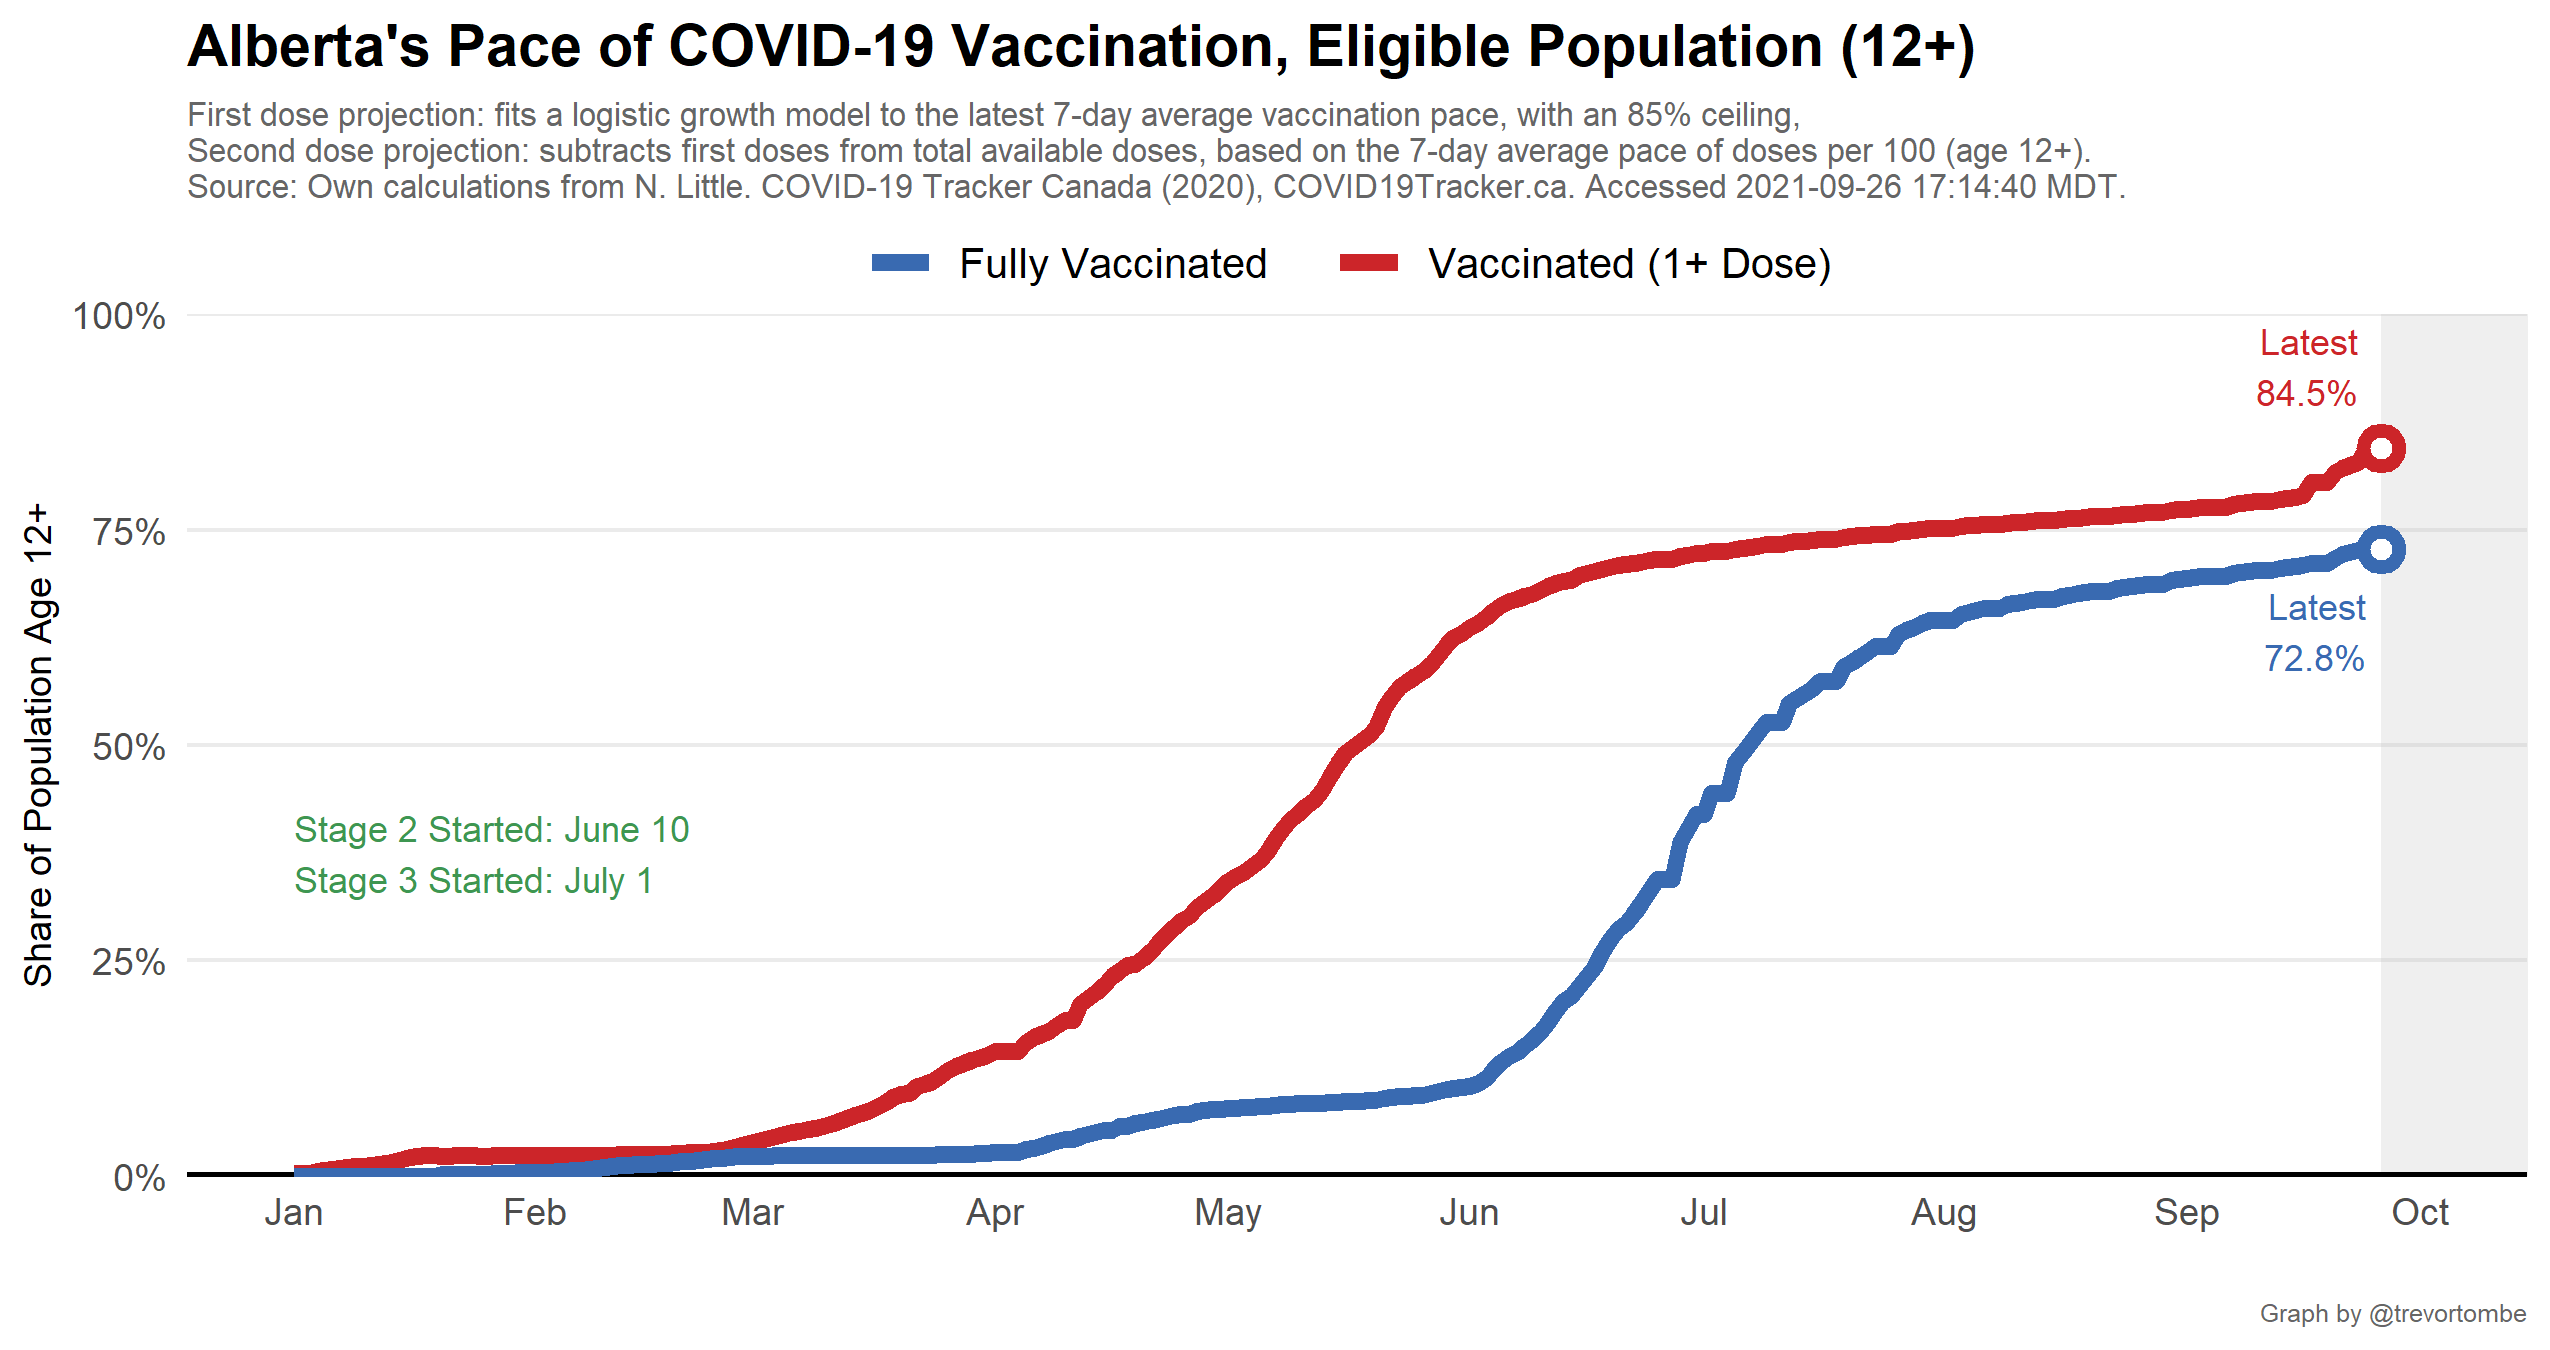 Alberta's Pace of COVID-19 Vaccination, Eligible Population (12+)
First dose projection: fits a logistic growth model to the latest 7-day average vaccination pace, with an 85% ceiling,
Second dose projection: subtracts first doses from total available doses, based on the 7-day average pace of doses per 100 (age 12+).
Source: Own calculations from N. Little. COVID-19 Tracker Canada (2020), COVID19Tracker.ca. Accessed 2021-09-26 17:14:40 MDT.
Fully Vaccinated
Vaccinated (1+ Dose)
Share of Population Age 12+
100%
75%
50%
25%
0%
Latest
84.5%
Latest
72.8%
Stage 2 Started: June 10
Stage 3 Started: July 1
Jan Feb Mar Apr May Jun Jul Aug Sep Oct
Graph by @trevortombe